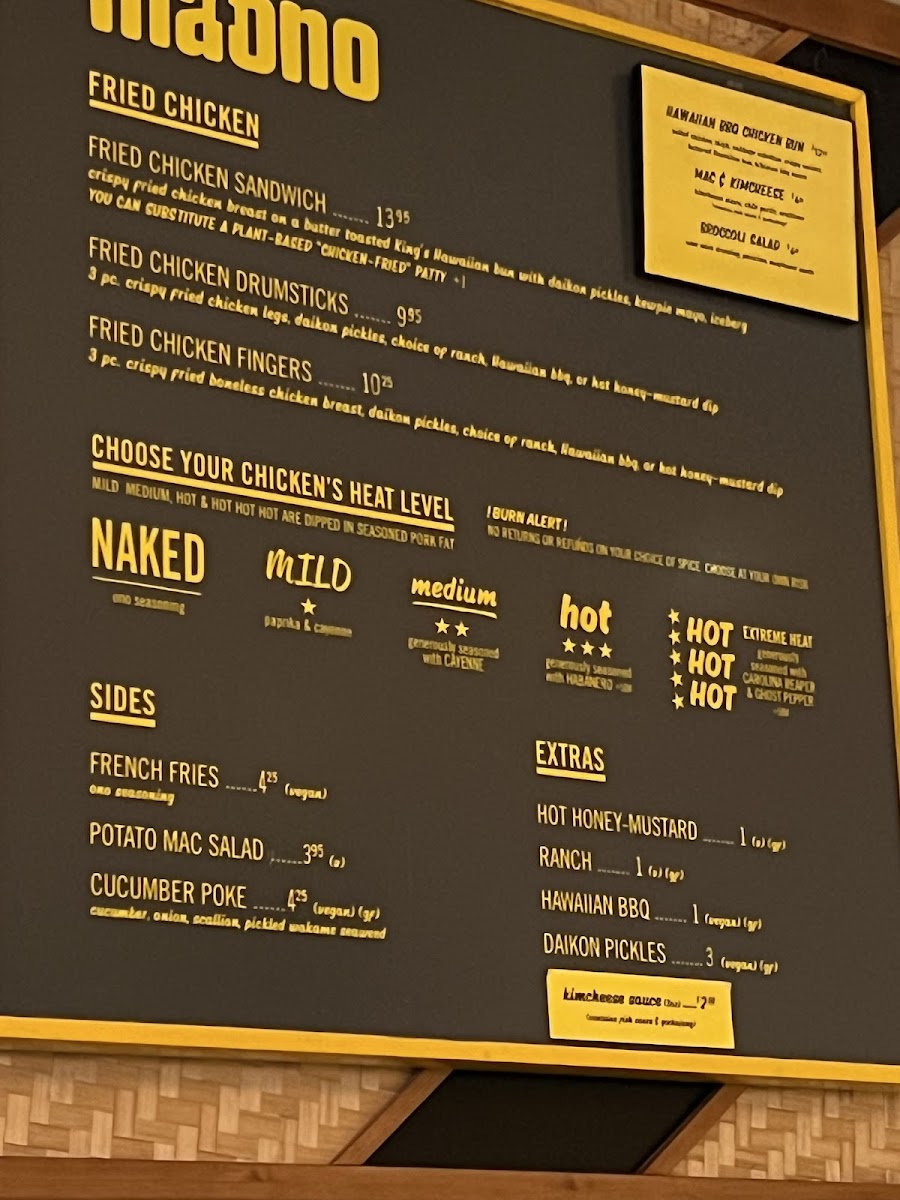 maono
FRIED CHICKEN
FRIED CHICKEN SANDWICH ....... 13 95
crispy fried chicken breast on a butter toasted King's Hawaiian bun with daikon pickles, kewpie mayo, iceberg
YOU CAN SUBSTITUTE A PLANT-BASED "CHICKEN-FRIED" PATTY +1
FRIED CHICKEN DRUMSTICKS ....... 9 95
3 pc. crispy fried chicken legs, daikon pickles, choice of ranch, Hawaiian bbq, or hot honey-mustard dip
FRIED CHICKEN FINGERS ....... 10 25
3 pc. crispy fried boneless chicken breast, daikon pickles, choice of ranch, Hawaiian bbq, or hot honey-mustard dip
HAWAIIAN BBQ CHICKEN BUN
MAC & KIMCHEESE
BROCCOLI SALAD
CHOOSE YOUR CHICKEN'S HEAT LEVEL
MILD MEDIUM, HOT & HOT HOT HOT ARE DIPPED IN SEASONED PORK FAT
! BURN ALERT !
NO RETURNS OR REFUNDS ON YOUR CHOICE OF SPICE. CHOOSE AT YOUR OWN RISK
NAKED
ono seasoning
MILD
paprika & cayenne
medium
generously seasoned
with CAYENNE
hot
generously seasoned
with HABANERO
HOT
HOT
HOT
EXTREME HEAT
generously
seasoned with
CAROLINA REAPER
& GHOST PEPPER
SIDES
FRENCH FRIES ......4 25 (vegan)
ono seasoning
POTATO MAC SALAD ......3 95 (v)
CUCUMBER POKE ......4 25 (vegan) (gf)
cucumber, onion, scallion, pickled wakame seaweed
EXTRAS
HOT HONEY-MUSTARD ....... 1 (v) (gf)
RANCH ....... 1 (v) (gf)
HAWAIIAN BBQ ....... 1 (vegan) (gf)
DAIKON PICKLES .......3 (vegan) (gf)
kimcheese sauce (2oz) __$2